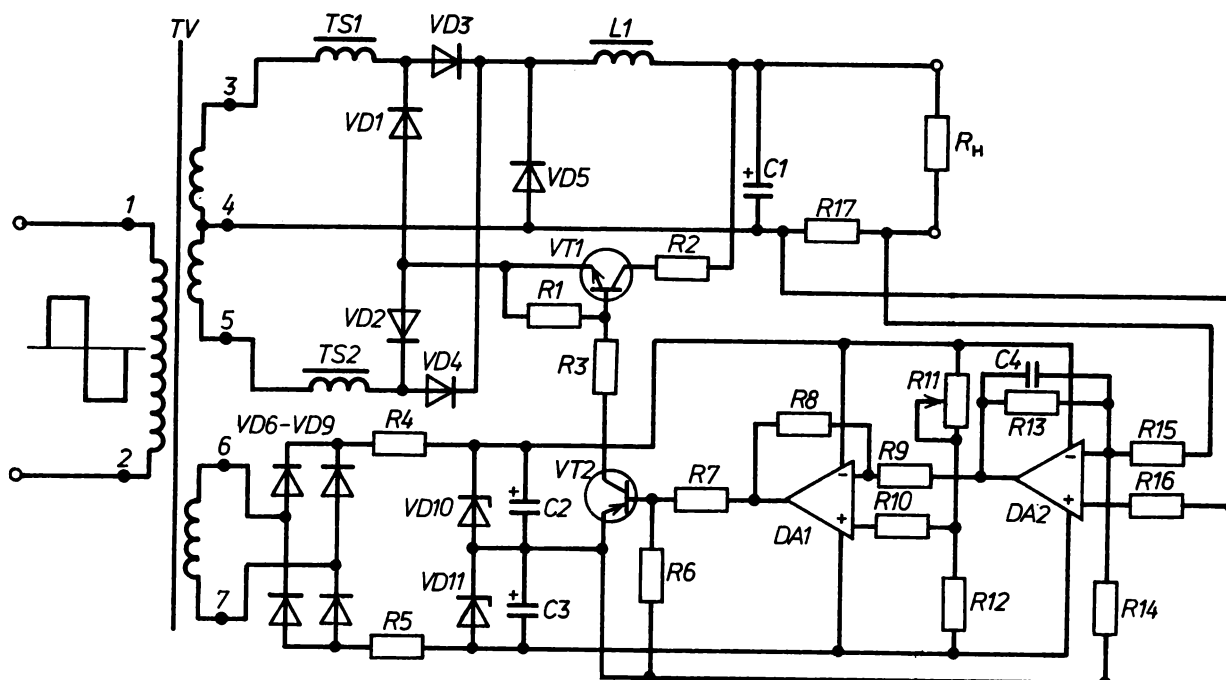 TV
TS1
VD3
L1
3
VD1
VD5
+
C1
Rн
1
4
R17
VT1
R2
R1
5
VD2
TS2
VD4
R3
C4
R11
R8
R13
VD6-VD9
R4
R15
2
6
VT2
R7
R9
-
-
VD10
+
C2
R10
+
+
R16
DA1
DA2
7
VD11
+
C3
R6
R12
R14
R5